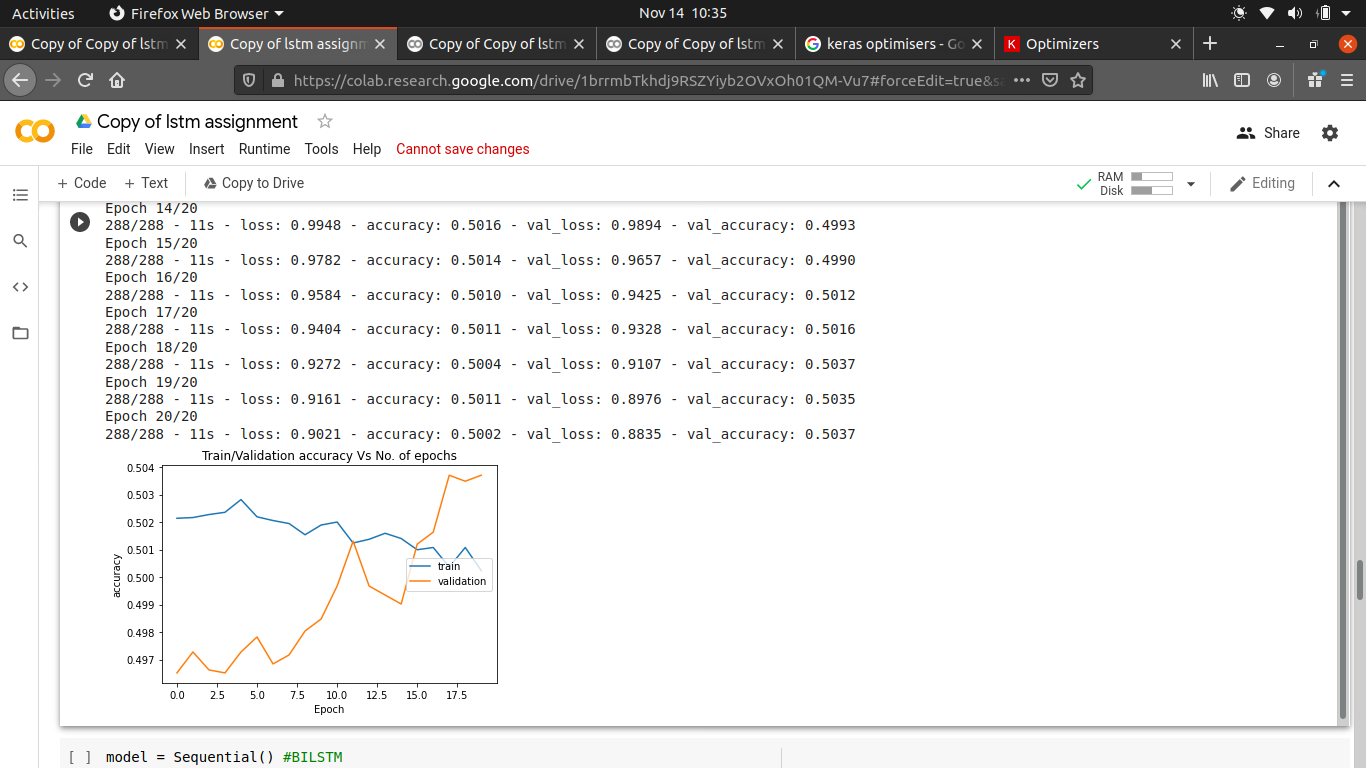 Activities Firefox Web Browser Nov 14 10:35
Copy of Copy of lstm Copy of lstm assignm Copy of Copy of lstm Copy of Copy of lstm keras optimisers - Go K Optimizers
https://colab.research.google.com/drive/1brrmbTkhdj9RSZYiyb2OVxOh01QM-Vu7#forceEdit=true&sa
Copy of lstm assignment
Share
File Edit View Insert Runtime Tools Help Cannot save changes
+ Code + Text Copy to Drive RAM Disk Editing
Epoch 14/20
288/288 - 11s - loss: 0.9948 - accuracy: 0.5016 - val_loss: 0.9894 - val_accuracy: 0.4993
Epoch 15/20
288/288 - 11s - loss: 0.9782 - accuracy: 0.5014 - val_loss: 0.9657 - val_accuracy: 0.4990
Epoch 16/20
288/288 - 11s - loss: 0.9584 - accuracy: 0.5010 - val_loss: 0.9425 - val_accuracy: 0.5012
Epoch 17/20
288/288 - 11s - loss: 0.9404 - accuracy: 0.5011 - val_loss: 0.9328 - val_accuracy: 0.5016
Epoch 18/20
288/288 - 11s - loss: 0.9272 - accuracy: 0.5004 - val_loss: 0.9107 - val_accuracy: 0.5037
Epoch 19/20
288/288 - 11s - loss: 0.9161 - accuracy: 0.5011 - val_loss: 0.8976 - val_accuracy: 0.5035
Epoch 20/20
288/288 - 11s - loss: 0.9021 - accuracy: 0.5002 - val_loss: 0.8835 - val_accuracy: 0.5037
Train/Validation accuracy Vs No. of epochs
0.504
0.503
0.502
0.501
0.500
0.499
0.498
0.497
accuracy
train
validation
0.0 2.5 5.0 7.5 10.0 12.5 15.0 17.5
Epoch
[ ] model = Sequential() #BILSTM